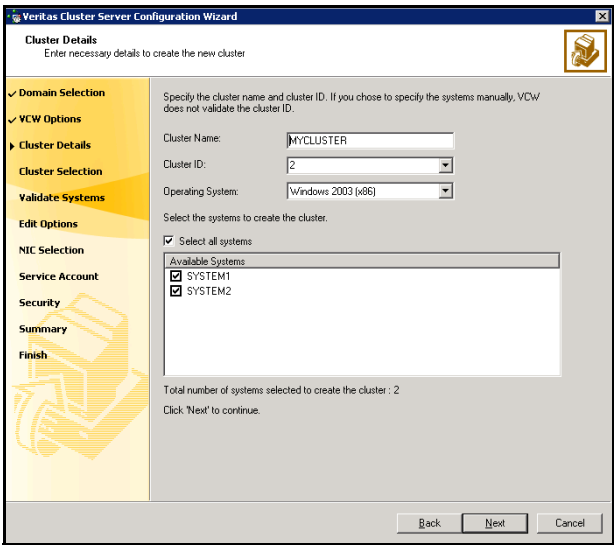 Veritas Cluster Server Configuration Wizard
Cluster Details
Enter necessary details to create the new cluster
Domain Selection
VCW Options
Cluster Details
Cluster Selection
Validate Systems
Edit Options
NIC Selection
Service Account
Security
Summary
Finish
Specify the cluster name and cluster ID. If you chose to specify the systems manually, VCW
does not validate the cluster ID.
Cluster Name: MYCLUSTER
Cluster ID: 2
Operating System: Windows 2003 (x86)
Select the systems to create the cluster.
Select all systems
Available Systems
SYSTEM1
SYSTEM2
Total number of systems selected to create the cluster : 2
Click 'Next' to continue.
Back Next Cancel